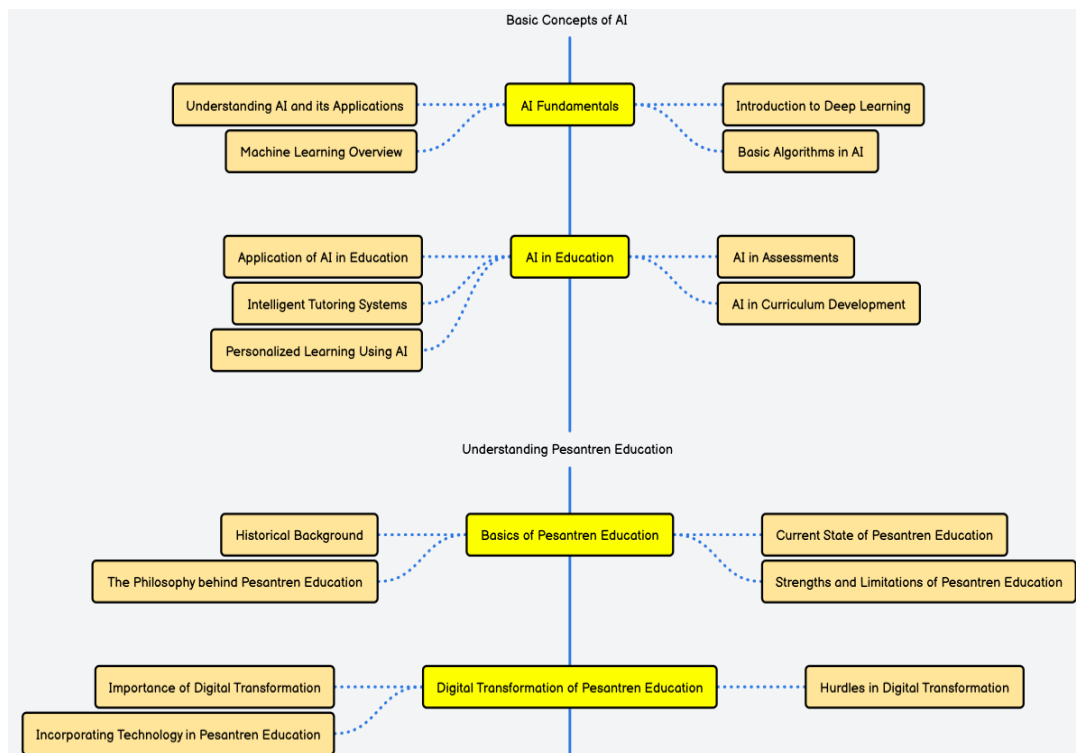 Basic Concepts of AI
Understanding AI and its Applications
AI Fundamentals
Introduction to Deep Learning
Machine Learning Overview
Basic Algorithms in AI
Application of AI in Education
AI in Education
AI in Assessments
Intelligent Tutoring Systems
AI in Curriculum Development
Personalized Learning Using AI
Understanding Pesantren Education
Historical Background
Basics of Pesantren Education
Current State of Pesantren Education
The Philosophy behind Pesantren Education
Strengths and Limitations of Pesantren Education
Importance of Digital Transformation
Digital Transformation of Pesantren Education
Hurdles in Digital Transformation
Incorporating Technology in Pesantren Education